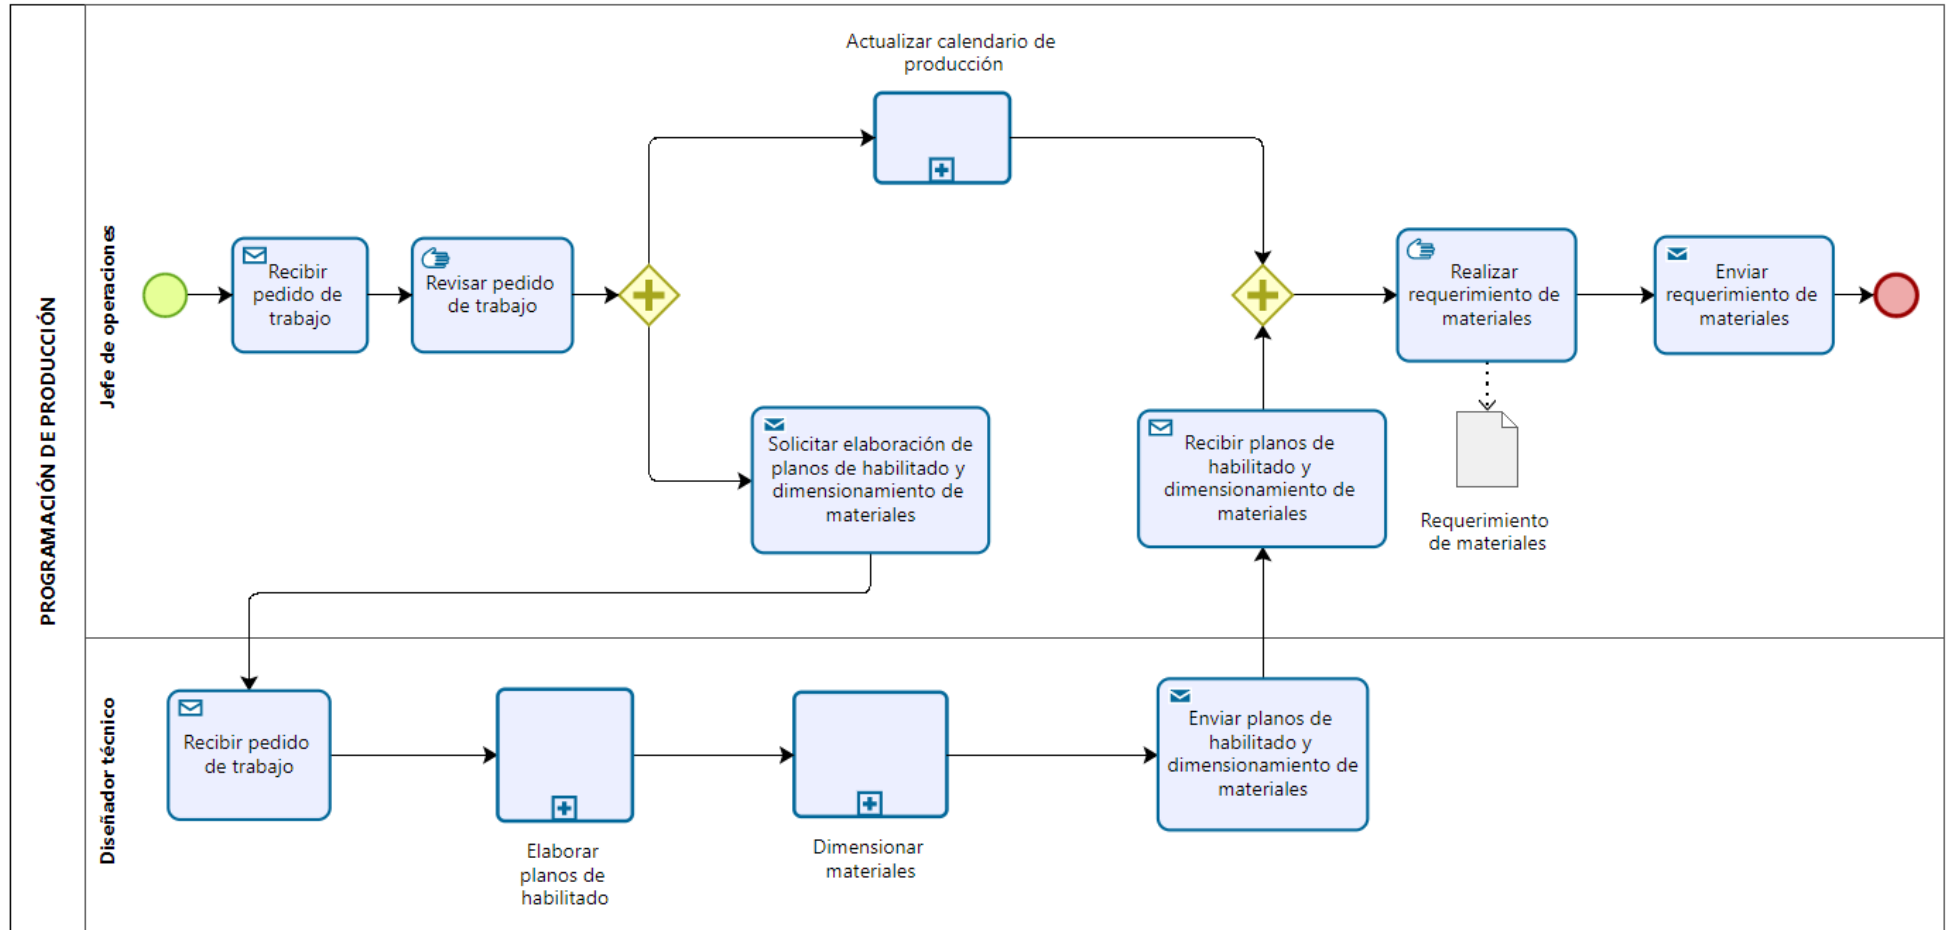 PROGRAMACIÓN DE PRODUCCIÓN
Jefe de operaciones
Actualizar calendario de
producción
Recibir
pedido de
trabajo
Revisar pedido
de trabajo
Solicitar elaboración de
planos de habilitado y
dimensionamiento de
materiales
Recibir planos de
habilitado y
dimensionamiento de
materiales
Realizar
requerimiento de
materiales
Enviar
requerimiento de
materiales
Requerimiento
de materiales
Diseñador técnico
Recibir pedido
de trabajo
Elaborar
planos de
habilitado
Dimensionar
materiales
Enviar planos de
habilitado y
dimensionamiento de
materiales